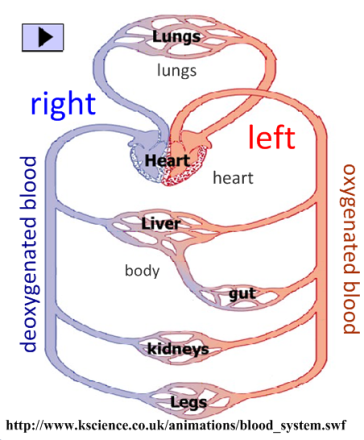 Lungs
lungs
right
left
Heart
heart
deoxygenated blood
oxygenated blood
Liver
body
gut
kidneys
Legs
http://www.kscience.co.uk/animations/blood_system.swf